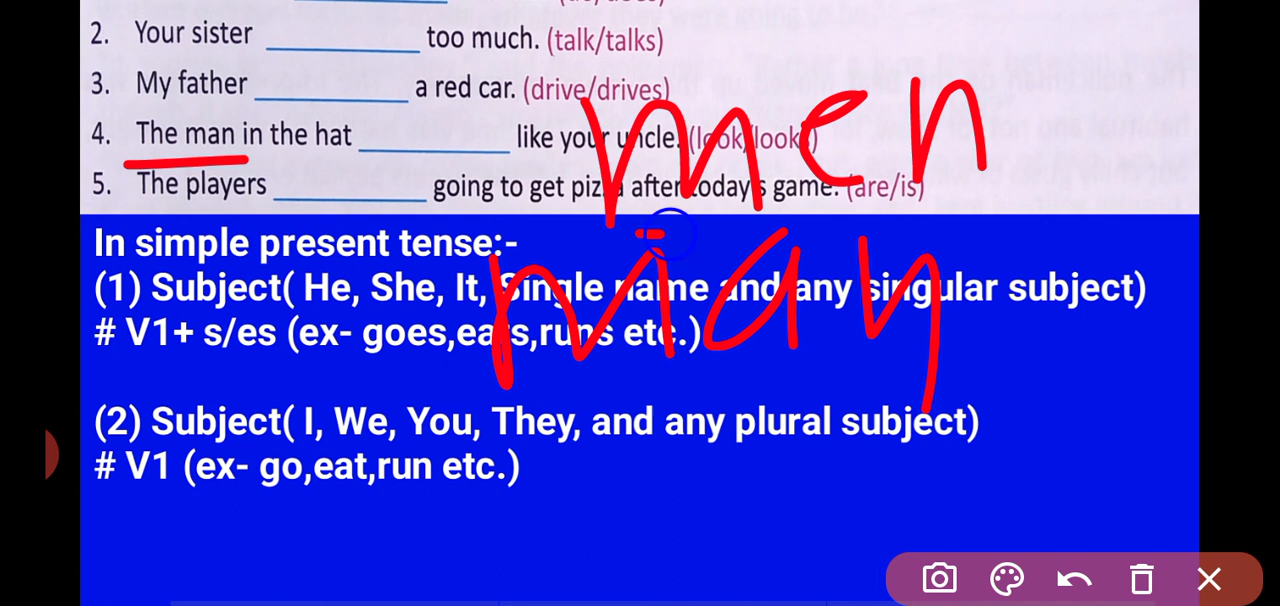 2. Your sister __________ too much. (talk/talks)
3. My father __________ a red car. (drive/drives)
4. The man in the hat __________ like your uncle. (look/looks)
5. The players __________ going to get pizza after today's game. (are/is)
men
man
In simple present tense:-
(1) Subject( He, She, It, Single name and any singular subject)
# V1+ s/es (ex- goes,eats,runs etc.)
(2) Subject( I, We, You, They, and any plural subject)
# V1 (ex- go,eat,run etc.)